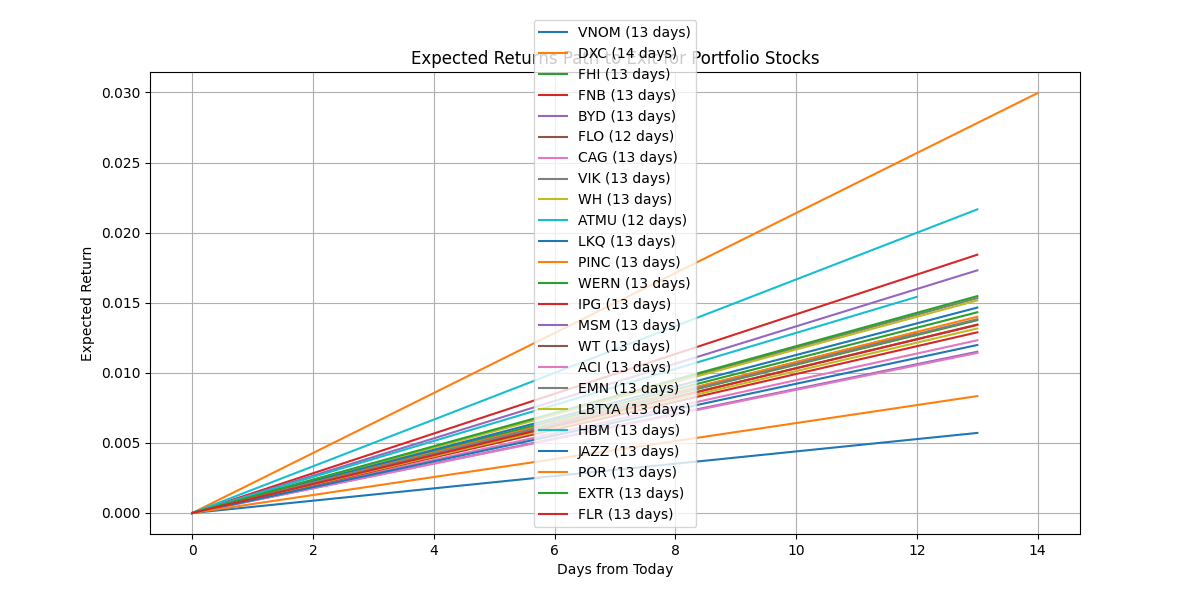 Expected Returns Path to Exit for Portfolio Stocks
VNOM (13 days)
DXC (14 days)
FHI (13 days)
FNB (13 days)
BYD (13 days)
FLO (12 days)
CAG (13 days)
VIK (13 days)
WH (13 days)
ATMU (12 days)
LKQ (13 days)
PINC (13 days)
WERN (13 days)
IPG (13 days)
MSM (13 days)
WT (13 days)
ACI (13 days)
EMN (13 days)
LBTYA (13 days)
HBM (13 days)
JAZZ (13 days)
POR (13 days)
EXTR (13 days)
FLR (13 days)
Expected Return
0.030
0.025
0.020
0.015
0.010
0.005
0.000
0 2 4 6 8 10 12 14
Days from Today